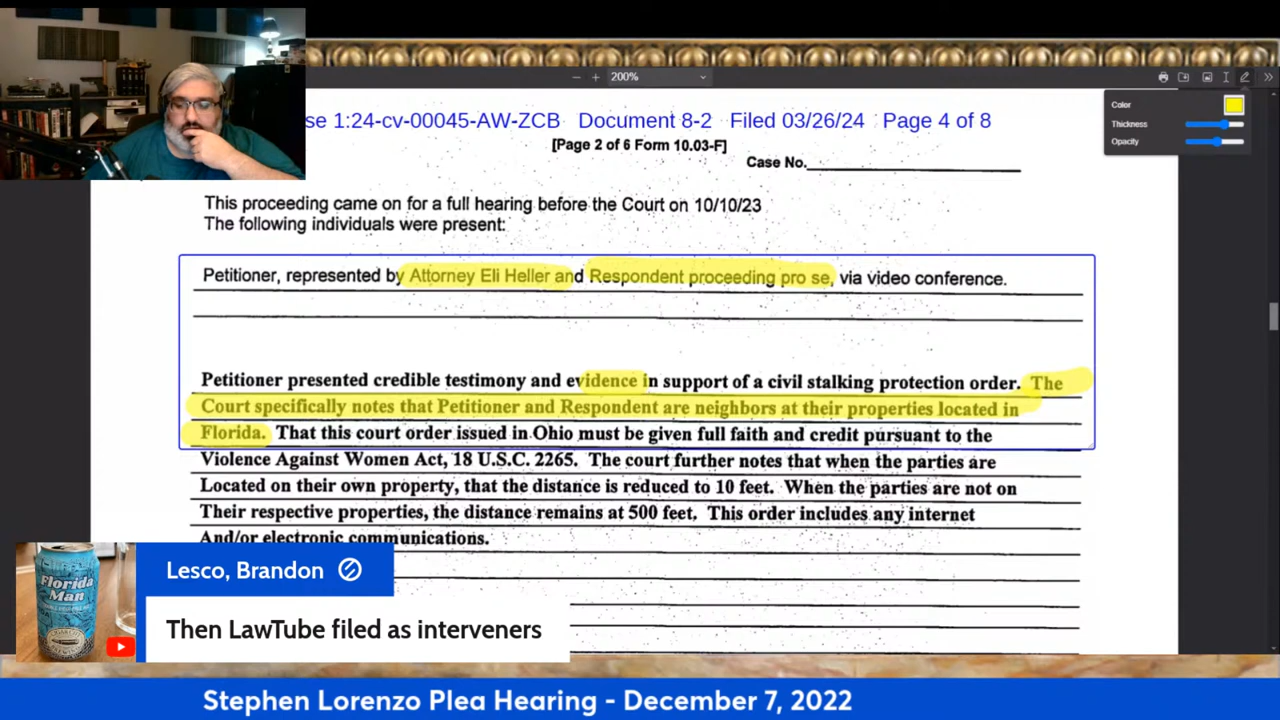 200%
Color
Thickness
Opacity
se 1:24-cv-00045-AW-ZCB Document 8-2 Filed 03/26/24 Page 4 of 8
[Page 2 of 6 Form 10.03-F]
Case No.
This proceeding came on for a full hearing before the Court on 10/10/23
The following individuals were present:
Petitioner, represented by Attorney Eli Heller and Respondent proceeding pro se, via video conference.
Petitioner presented credible testimony and evidence in support of a civil stalking protection order. The
Court specifically notes that Petitioner and Respondent are neighbors at their properties located in
Florida. That this court order issued in Ohio must be given full faith and credit pursuant to the
Violence Against Women Act, 18 U.S.C. 2265. The court further notes that when the parties are
Located on their own property, that the distance is reduced to 10 feet. When the parties are not on
Their respective properties, the distance remains at 500 feet. This order includes any internet
And/or electronic communications.
Florida
Man
Lesco, Brandon
Then LawTube filed as interveners
Stephen Lorenzo Plea Hearing - December 7, 2022